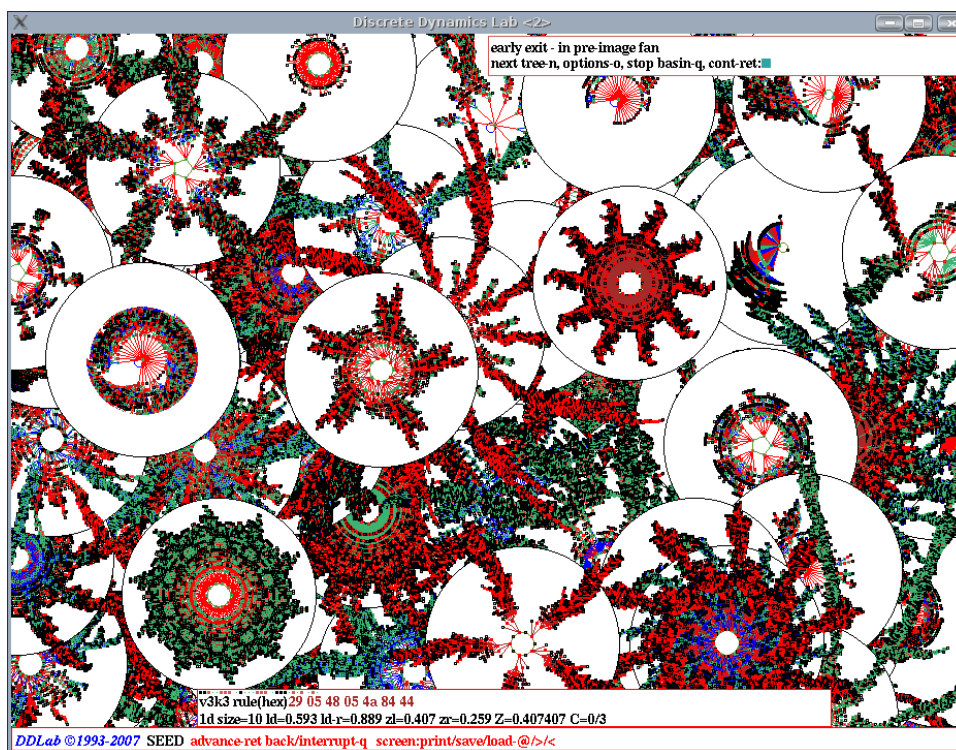 Discrete Dynamics Lab <2>
early exit - in pre-image fan
next tree-n, options-o, stop basin-q, cont-ret:
v3k3 rule(hex)29 05 48 05 4a 84 44
1d size=10 ld=0.593 ld-r=0.889 zl=0.407 zr=0.259 Z=0.407407 C=0/3
DDLab ©1993-2007 SEED advance-ret back/interrupt-q screen:print/save/load-@/>/<